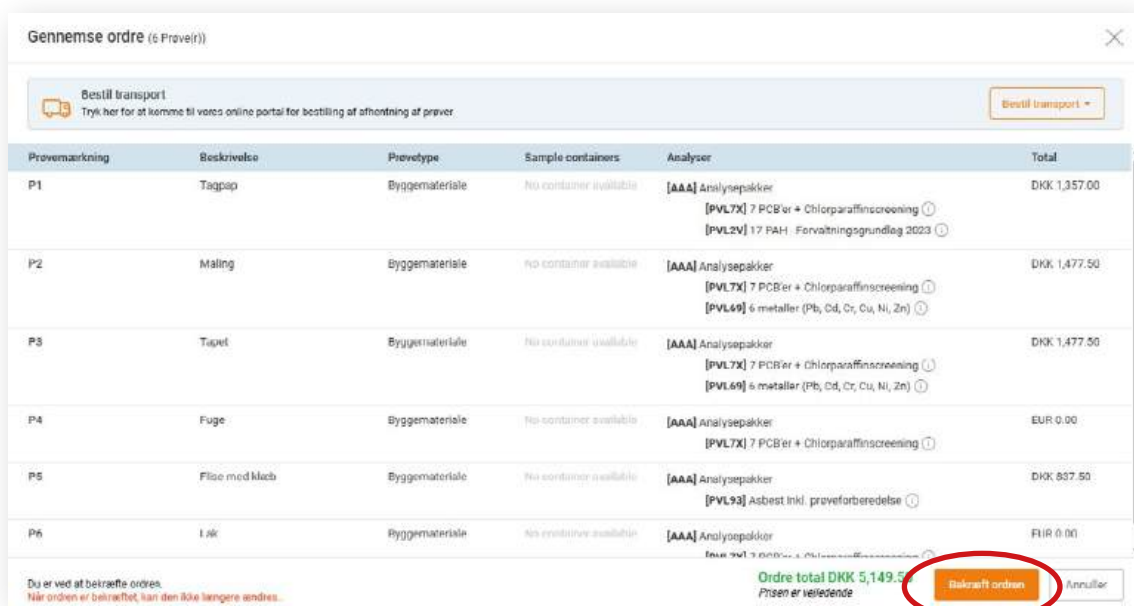 Gennemse ordre (6 Prøve(r))
Bestil transport
Tryk her for at komme til vores online portal for bestilling af afhentning af prøver
Bestil transport
Prøvemærkning Beskrivelse Prøvetype Sample containers Analyser Total
P1 Tagpap Byggemateriale No container available [AAA] Analysepakker DKK 1,357.00
[PVL7X] 7 PCB'er + Chlorparaffinscreening
[PVL2V] 17 PAH - Forvaltningsgrundlag 2023
P2 Maling Byggemateriale No container available [AAA] Analysepakker DKK 1,477.50
[PVL7X] 7 PCB'er + Chlorparaffinscreening
[PVL69] 6 metaller (Pb, Cd, Cr, Cu, Ni, Zn)
P3 Tapet Byggemateriale No container available [AAA] Analysepakker DKK 1,477.50
[PVL7X] 7 PCB'er + Chlorparaffinscreening
[PVL69] 6 metaller (Pb, Cd, Cr, Cu, Ni, Zn)
P4 Fuge Byggemateriale No container available [AAA] Analysepakker EUR 0.00
[PVL7X] 7 PCB'er + Chlorparaffinscreening
P5 Flise med klæb Byggemateriale No container available [AAA] Analysepakker DKK 837.50
[PVL93] Asbest inkl. prøveforberedelse
P6 Lak Byggemateriale No container available [AAA] Analysepakker EUR 0.00
Du er ved at bekræfte ordren.
Når ordren er bekræftet, kan den ikke længere ændres.
Ordre total DKK 5,149.50
Prisen er vejledende
Bekræft ordren
Annuller